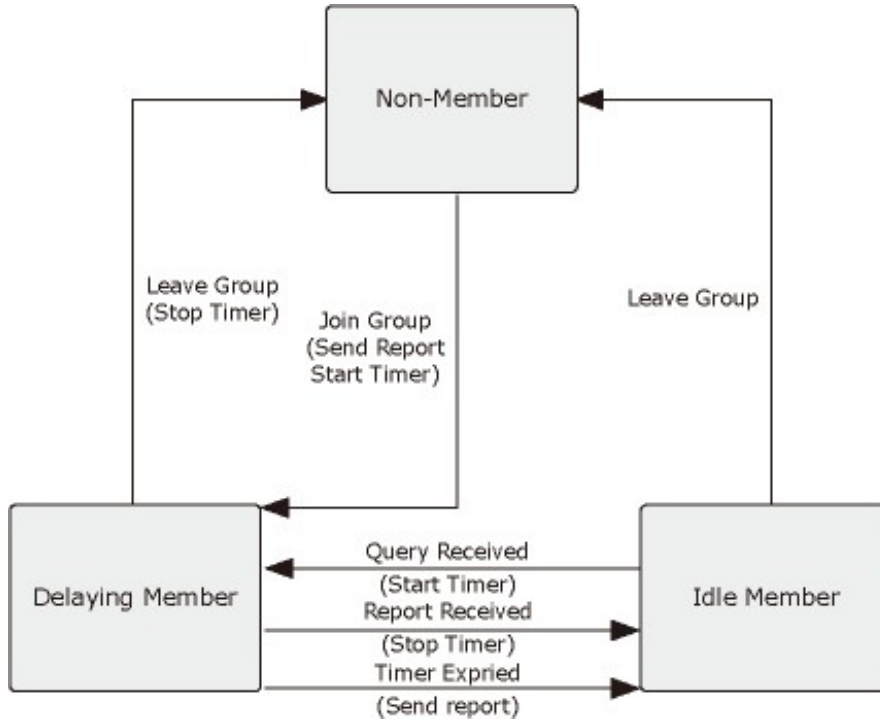 Non-Member
Leave Group
(Stop Timer)
Join Group
(Send Report
Start Timer)
Leave Group
Delaying Member
Query Received
(Start Timer)
Report Received
(Stop Timer)
Timer Expried
(Send report)
Idle Member